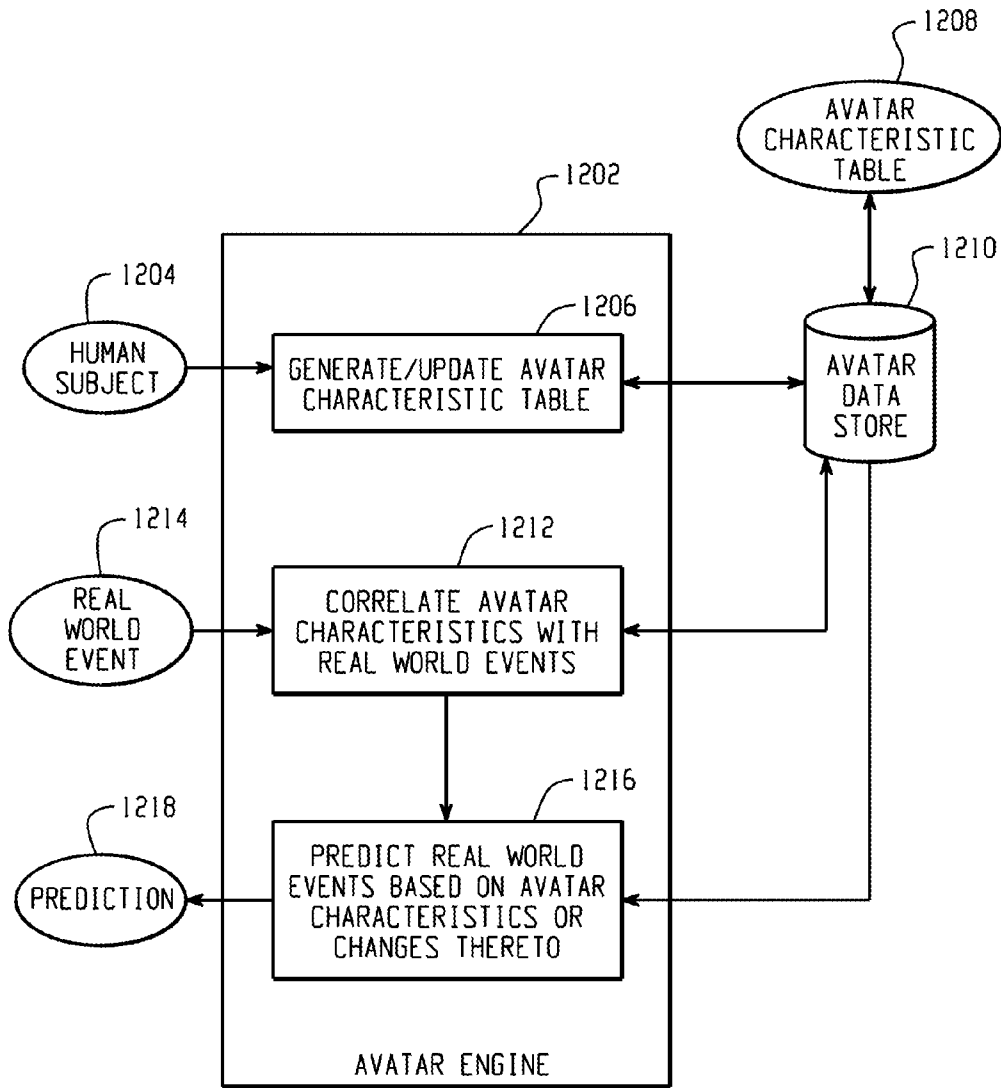 1208
AVATAR
CHARACTERISTIC
TABLE
1202
1210
1204
1206
HUMAN
SUBJECT
GENERATE/UPDATE AVATAR
CHARACTERISTIC TABLE
AVATAR
DATA
STORE
1214
1212
REAL
WORLD
EVENT
CORRELATE AVATAR
CHARACTERISTICS WITH
REAL WORLD EVENTS
1218
1216
PREDICTION
PREDICT REAL WORLD
EVENTS BASED ON AVATAR
CHARACTERISTICS OR
CHANGES THERETO
AVATAR ENGINE